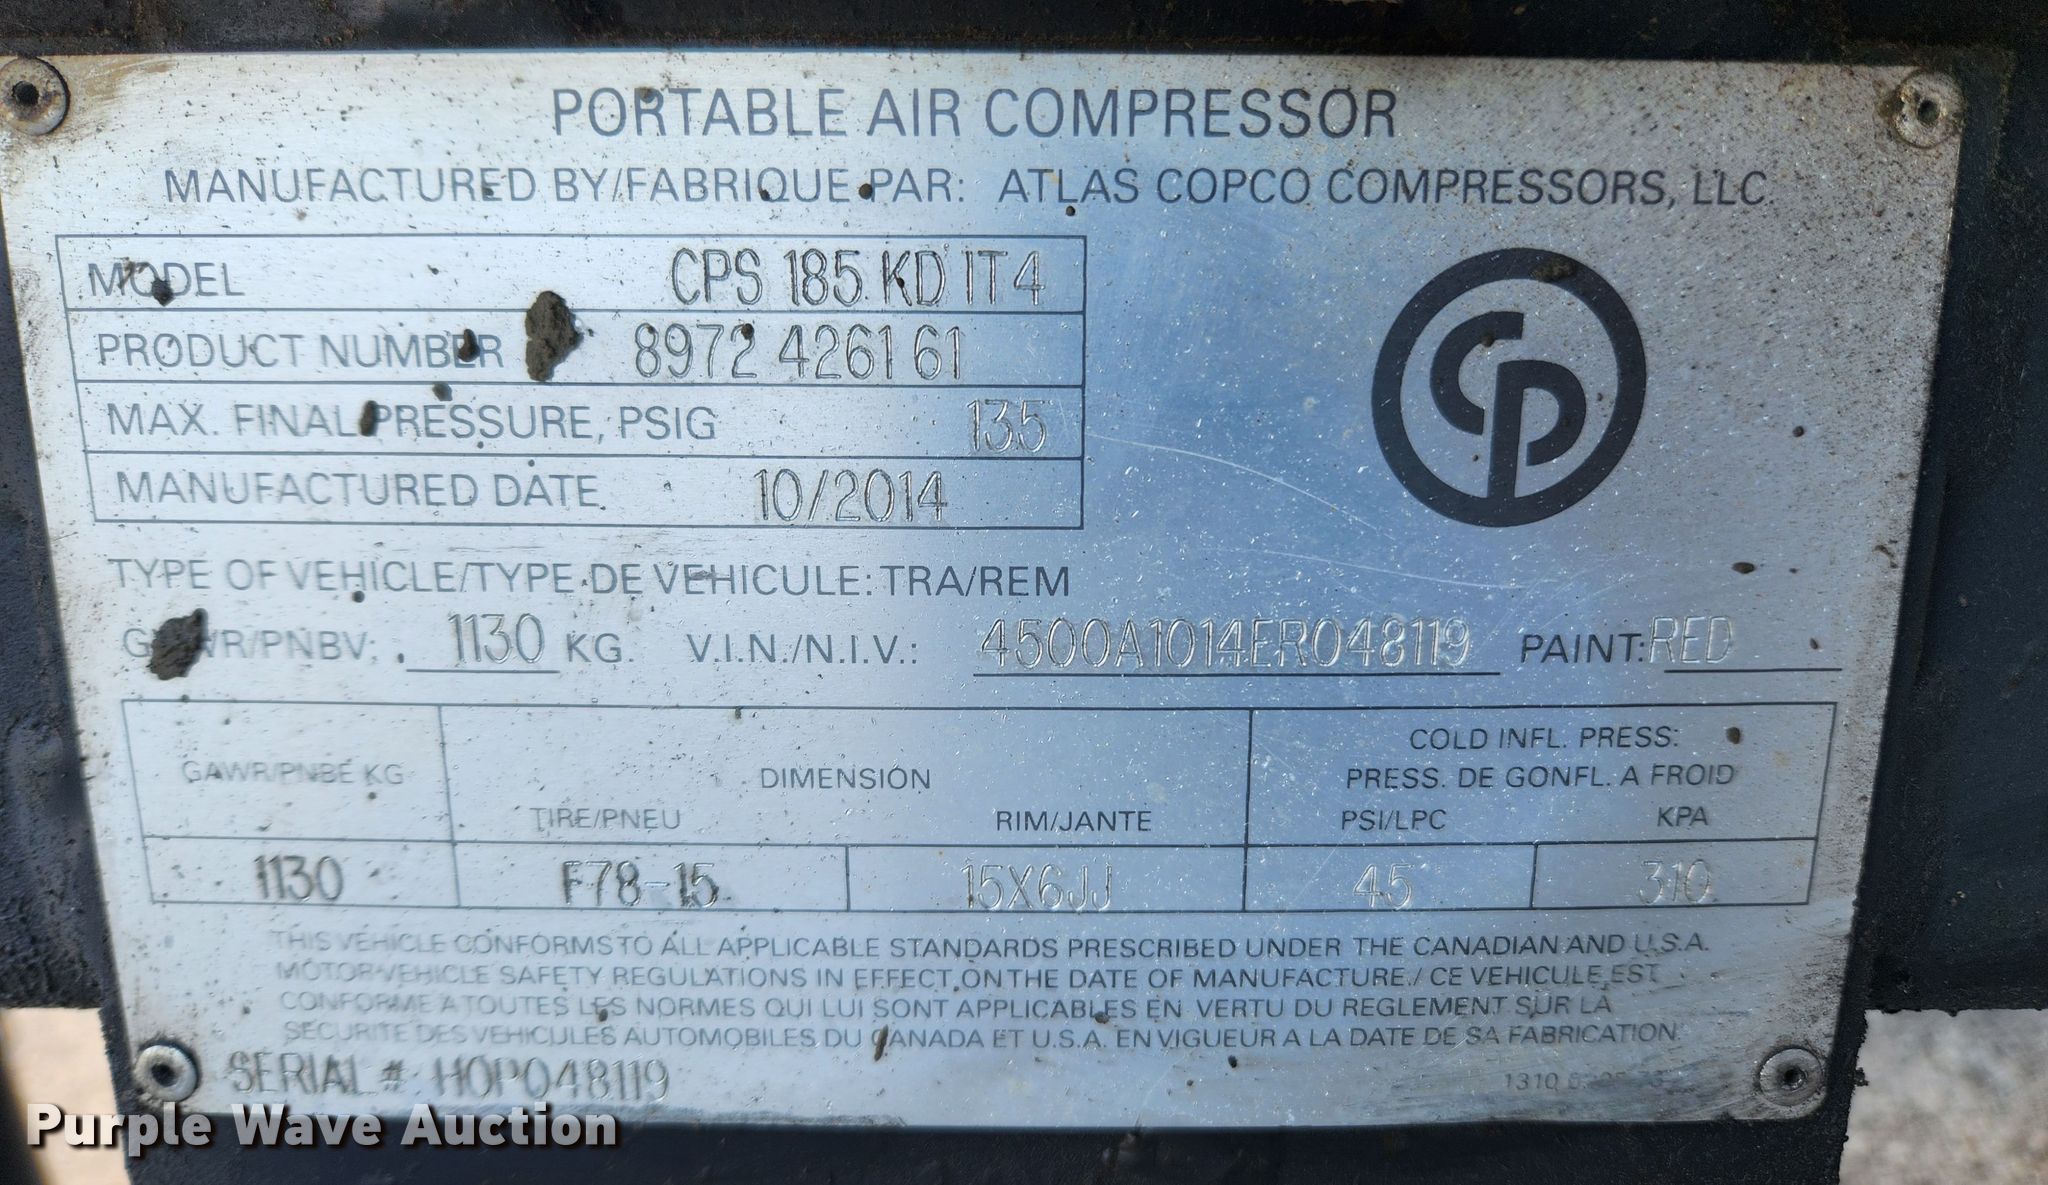 PORTABLE AIR COMPRESSOR
MANUFACTURED BY/FABRIQUE PAR: ATLAS COPCO COMPRESSORS, LLC.
MODEL CPS 185 KD IT4
PRODUCT NUMBER 8972 4261 61
MAX. FINAL PRESSURE, PSIG 135
MANUFACTURED DATE 10/2014
CP
TYPE OF VEHICLE/TYPE DE VEHICULE: TRA/REM
1130 KG. V.I.N./N.I.V.: 4500A1014ER048119 PAINT: RED
COLD INFL. PRESS:
GAWR/PNBE KG DIMENSION PRESS. DE GONFL. A FROID
TIRE/PNEU RIM/JANTE PSI/LPC KPA
1130 F78-15 15X6JJ 45 310
THIS VEHICLE CONFORMS TO ALL APPLICABLE STANDARDS PRESCRIBED UNDER THE CANADIAN AND U.S.A.
MOTOR VEHICLE SAFETY REGULATIONS IN EFFECT ON THE DATE OF MANUFACTURE./ CE VEHICULE EST
CONFORME A TOUTES LES NORMES QUI LUI SONT APPLICABLES EN VERTU DU REGLEMENT SUR LA
SECURITE DES VEHICULES AUTOMOBILES DU CANADA ET U.S.A. EN VIGUEUR A LA DATE DE SA FABRICATION.
SERIAL # HOP048119 1310
Purple Wave Auction